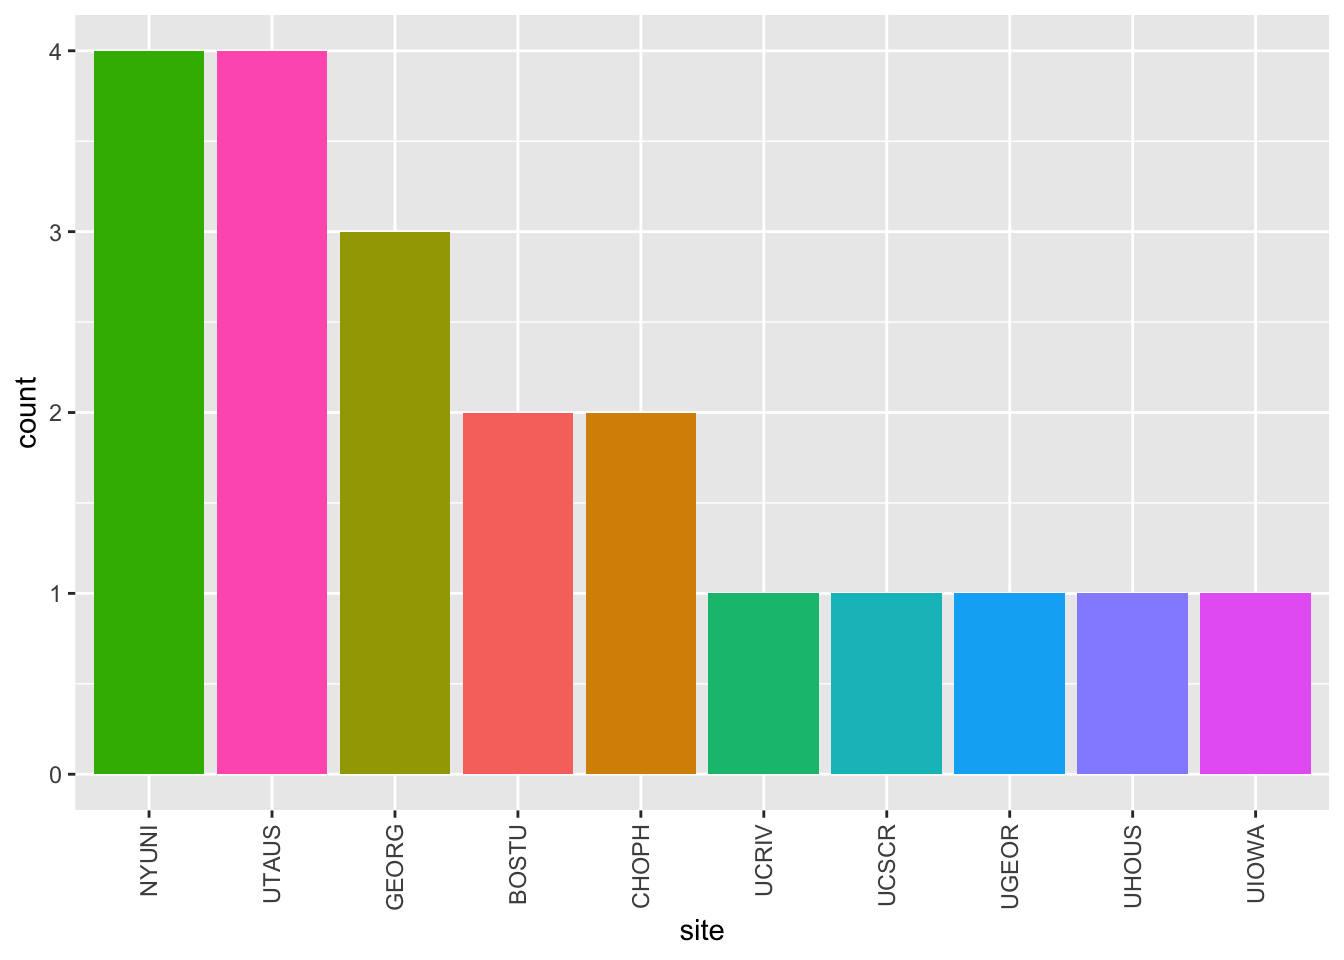 4
3
2
1
0
count
NYUNI
UTAUS
GEORG
BOSTU
CHOPH
UCRIV
UCSCR
UGEOR
UHOUS
UIOWA
site